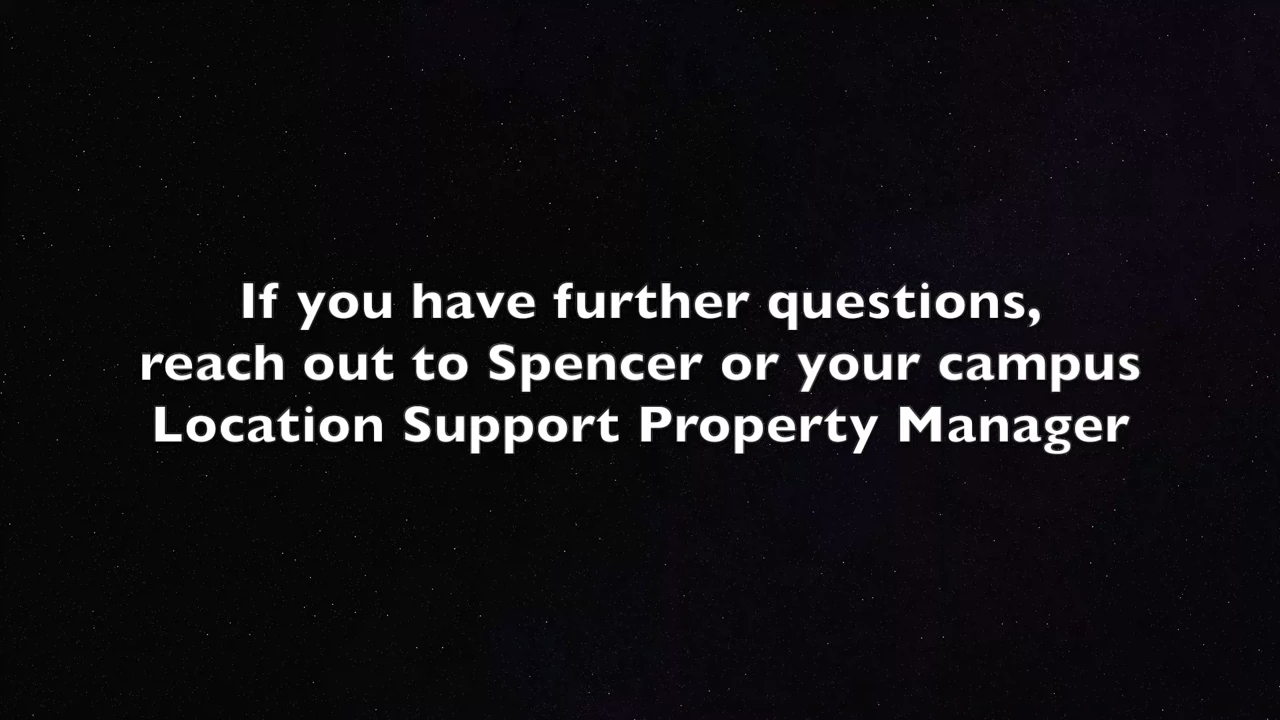 If you have further questions,
reach out to Spencer or your campus
Location Support Property Manager